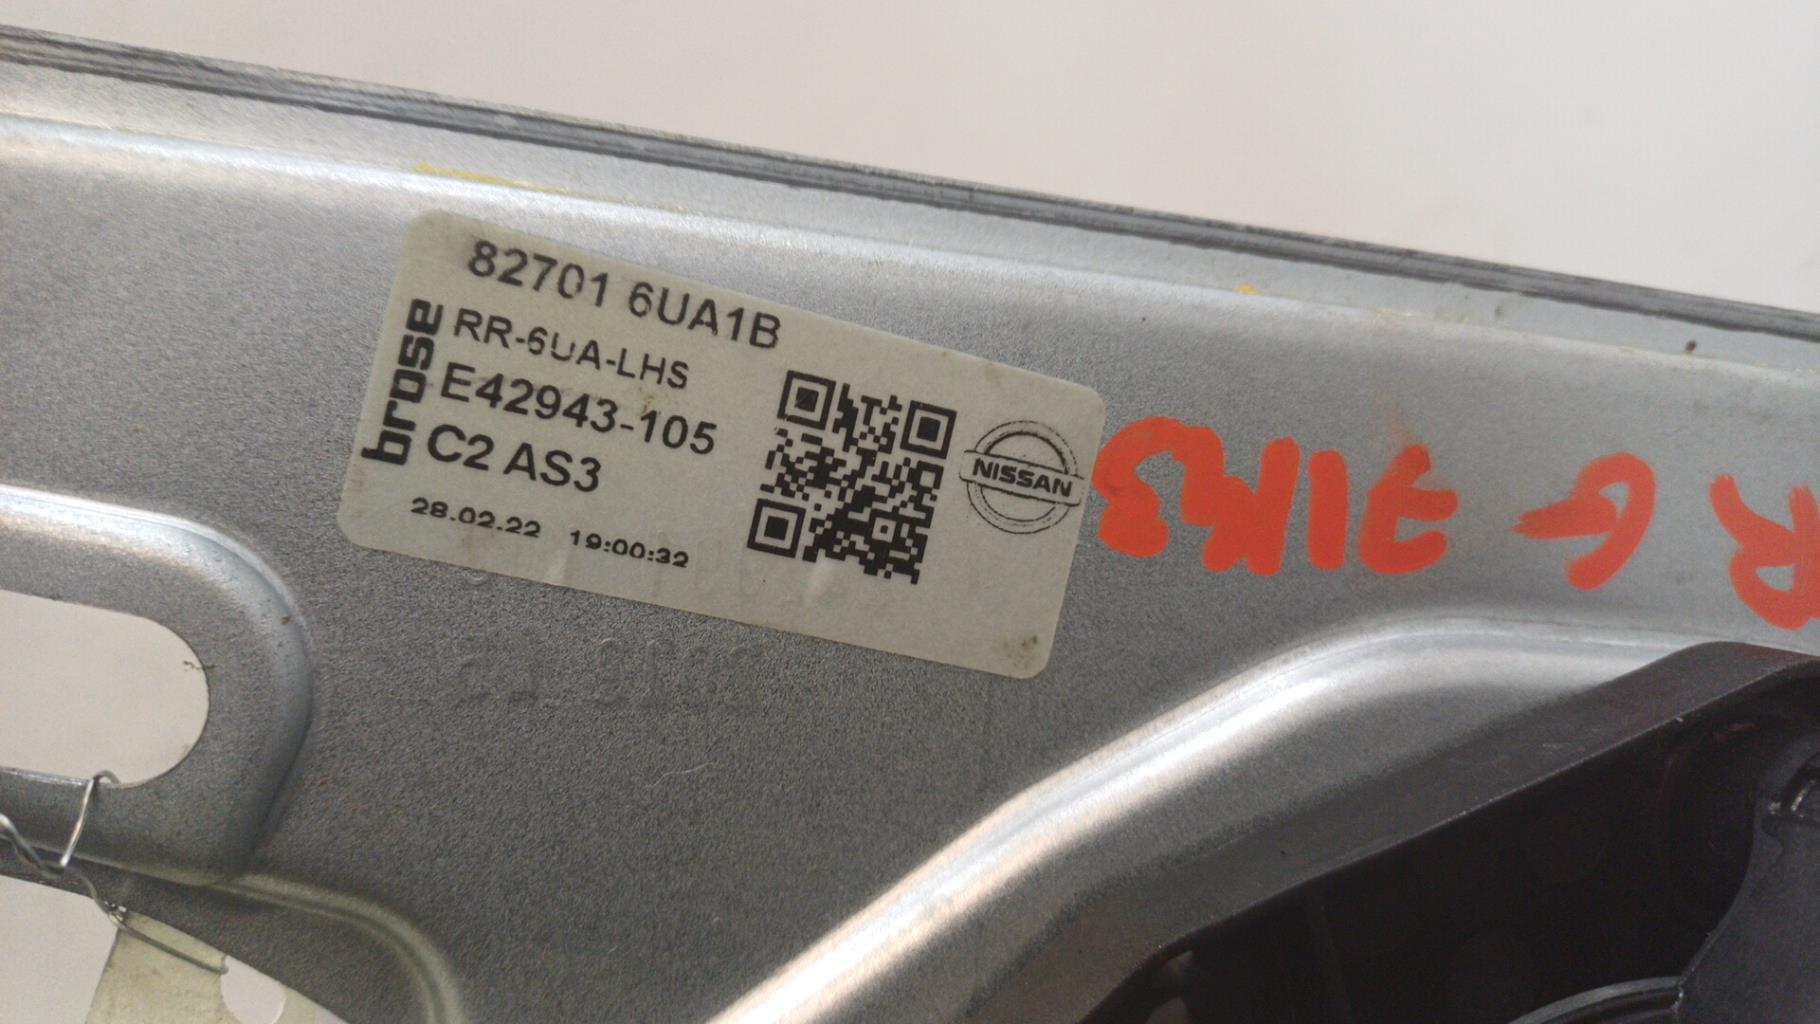 82701 6UA1B
RR-6UA-LHS
E42943-105
C2 AS3
28.02.22 19:00:32
brose
NISSAN